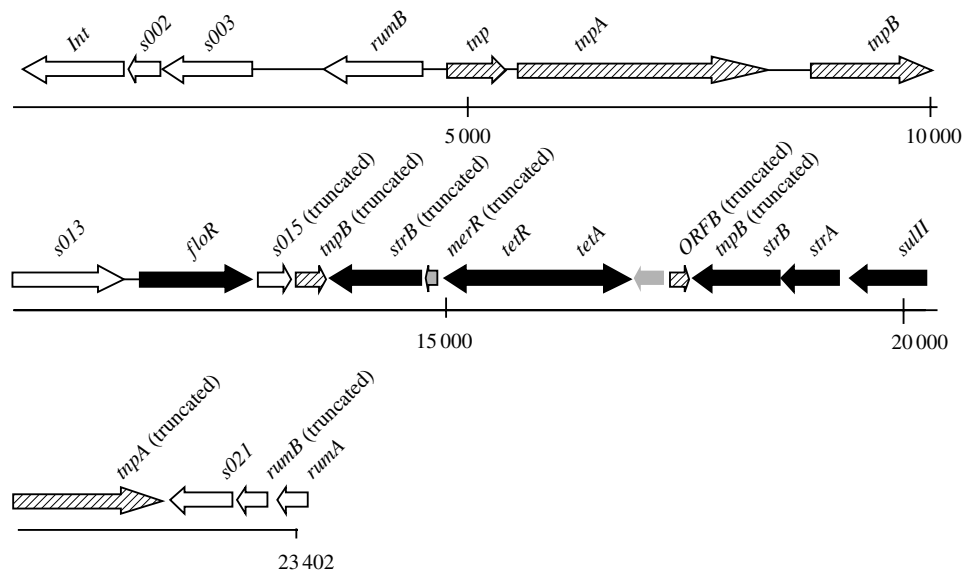 Int s002 s003 rumB tnp tnpA tnpB
5 000 10 000
s013 floR s015 (truncated) tnpB (truncated) strB (truncated) merR (truncated) tetR tetA ORFB (truncated) tnpB (truncated) strB strA sulII
15 000 20 000
tnpA (truncated) s021 rumB (truncated) rumA
23 402